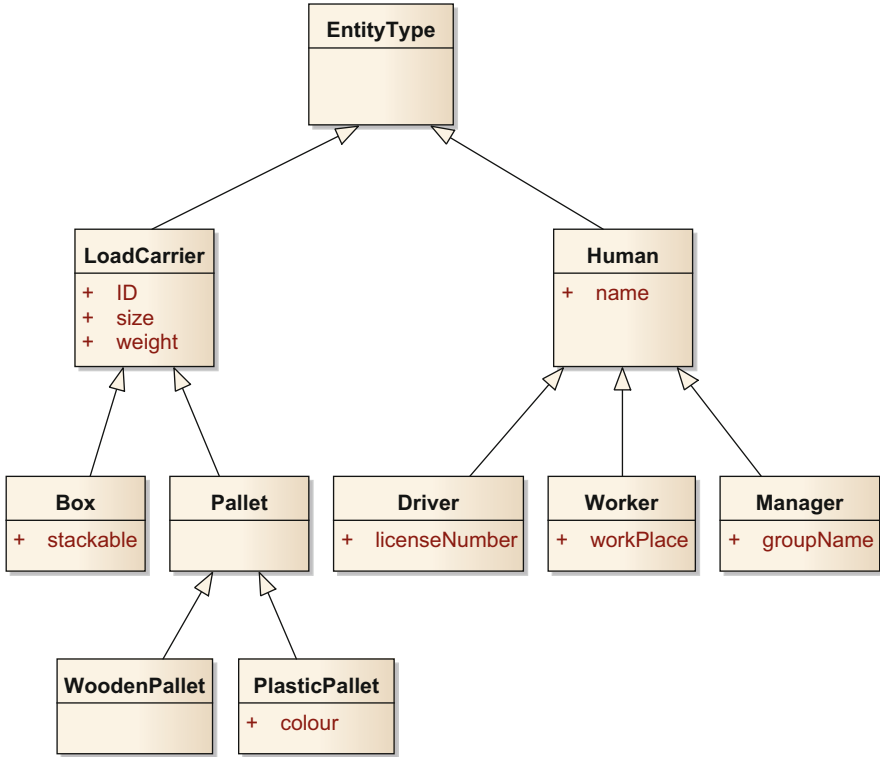 EntityType
LoadCarrier
+ ID
+ size
+ weight
Human
+ name
Box
+ stackable
Pallet
Driver
+ licenseNumber
Worker
+ workPlace
Manager
+ groupName
WoodenPallet
PlasticPallet
+ colour